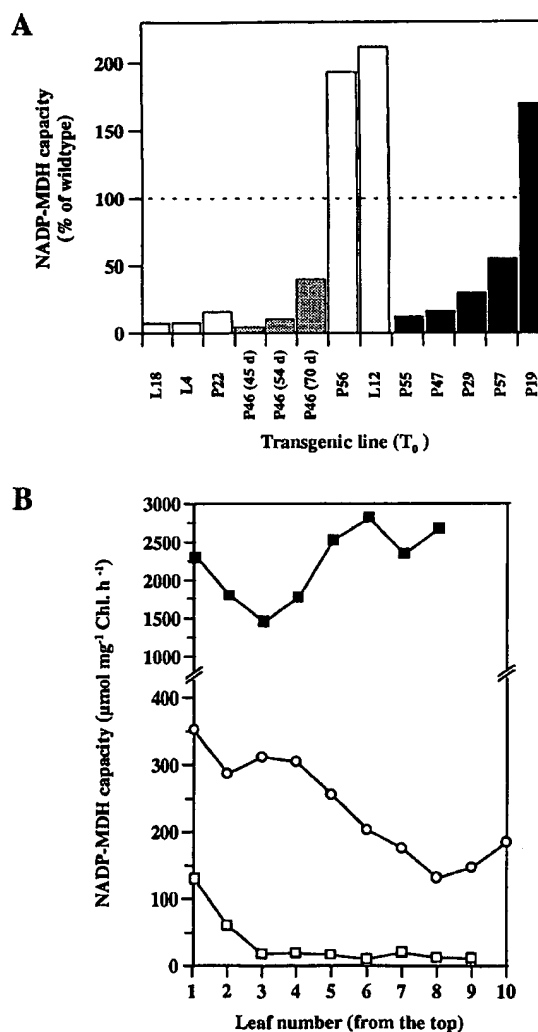 A
NADP-MDH capacity
(% of wildtype)
200
150
100
50
0
L18
L4
P22
P46 (45 d)
P46 (54 d)
P46 (70 d)
P56
L12
P55
P47
P29
P57
P19
Transgenic line (T₀)
B
NADP-MDH capacity (μmol mg⁻¹ Chl. h⁻¹)
3000
2500
2000
1500
1000
400
300
200
100
0
1 2 3 4 5 6 7 8 9 10
Leaf number (from the top)